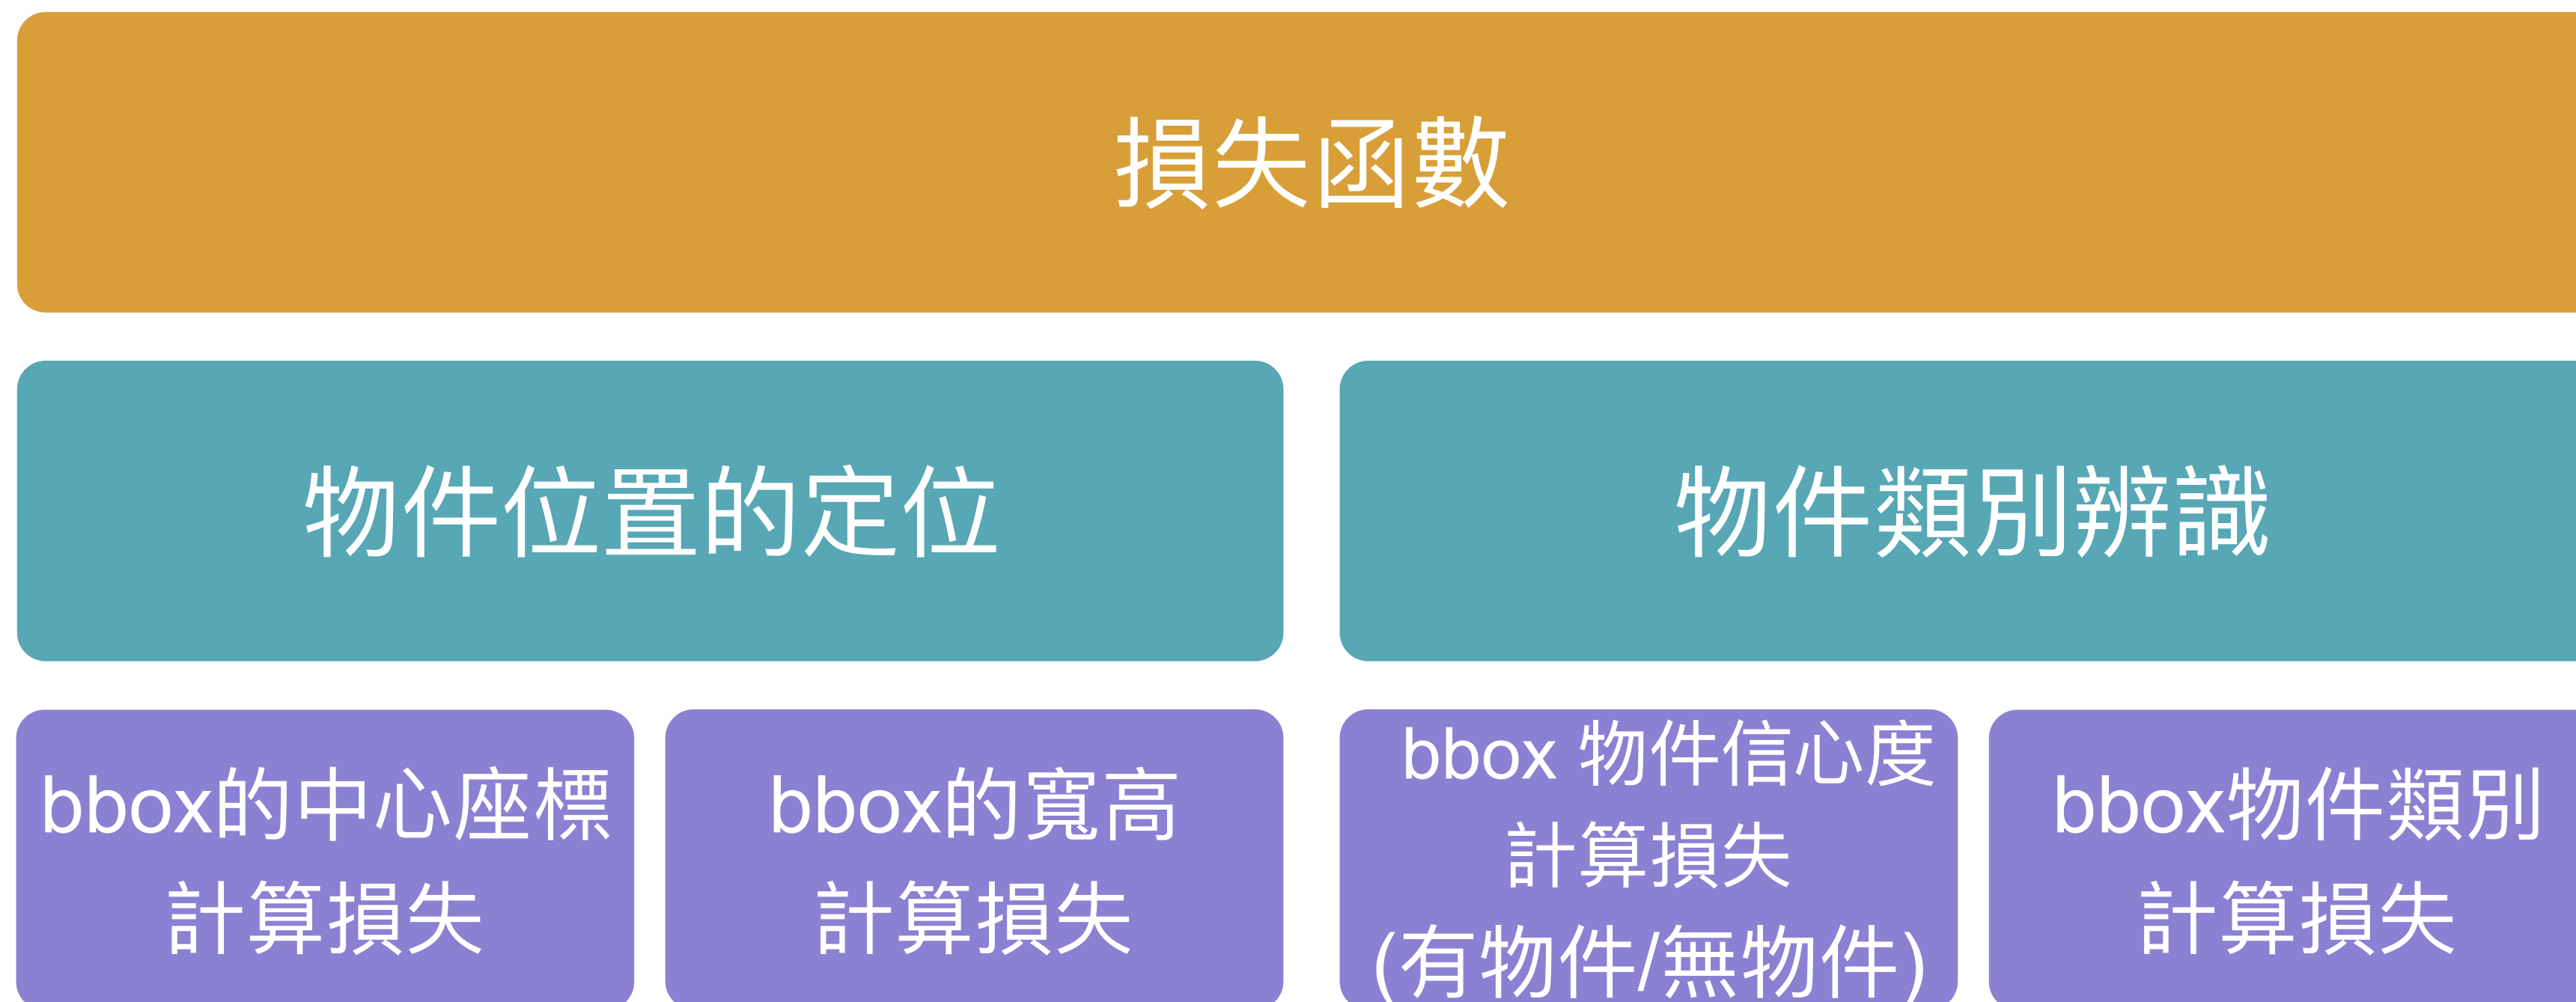 損失函數
物件位置的定位
物件類別辨識
bbox的中心座標
計算損失
bbox的寬高
計算損失
bbox 物件信心度
計算損失
(有物件/無物件)
bbox物件類別
計算損失